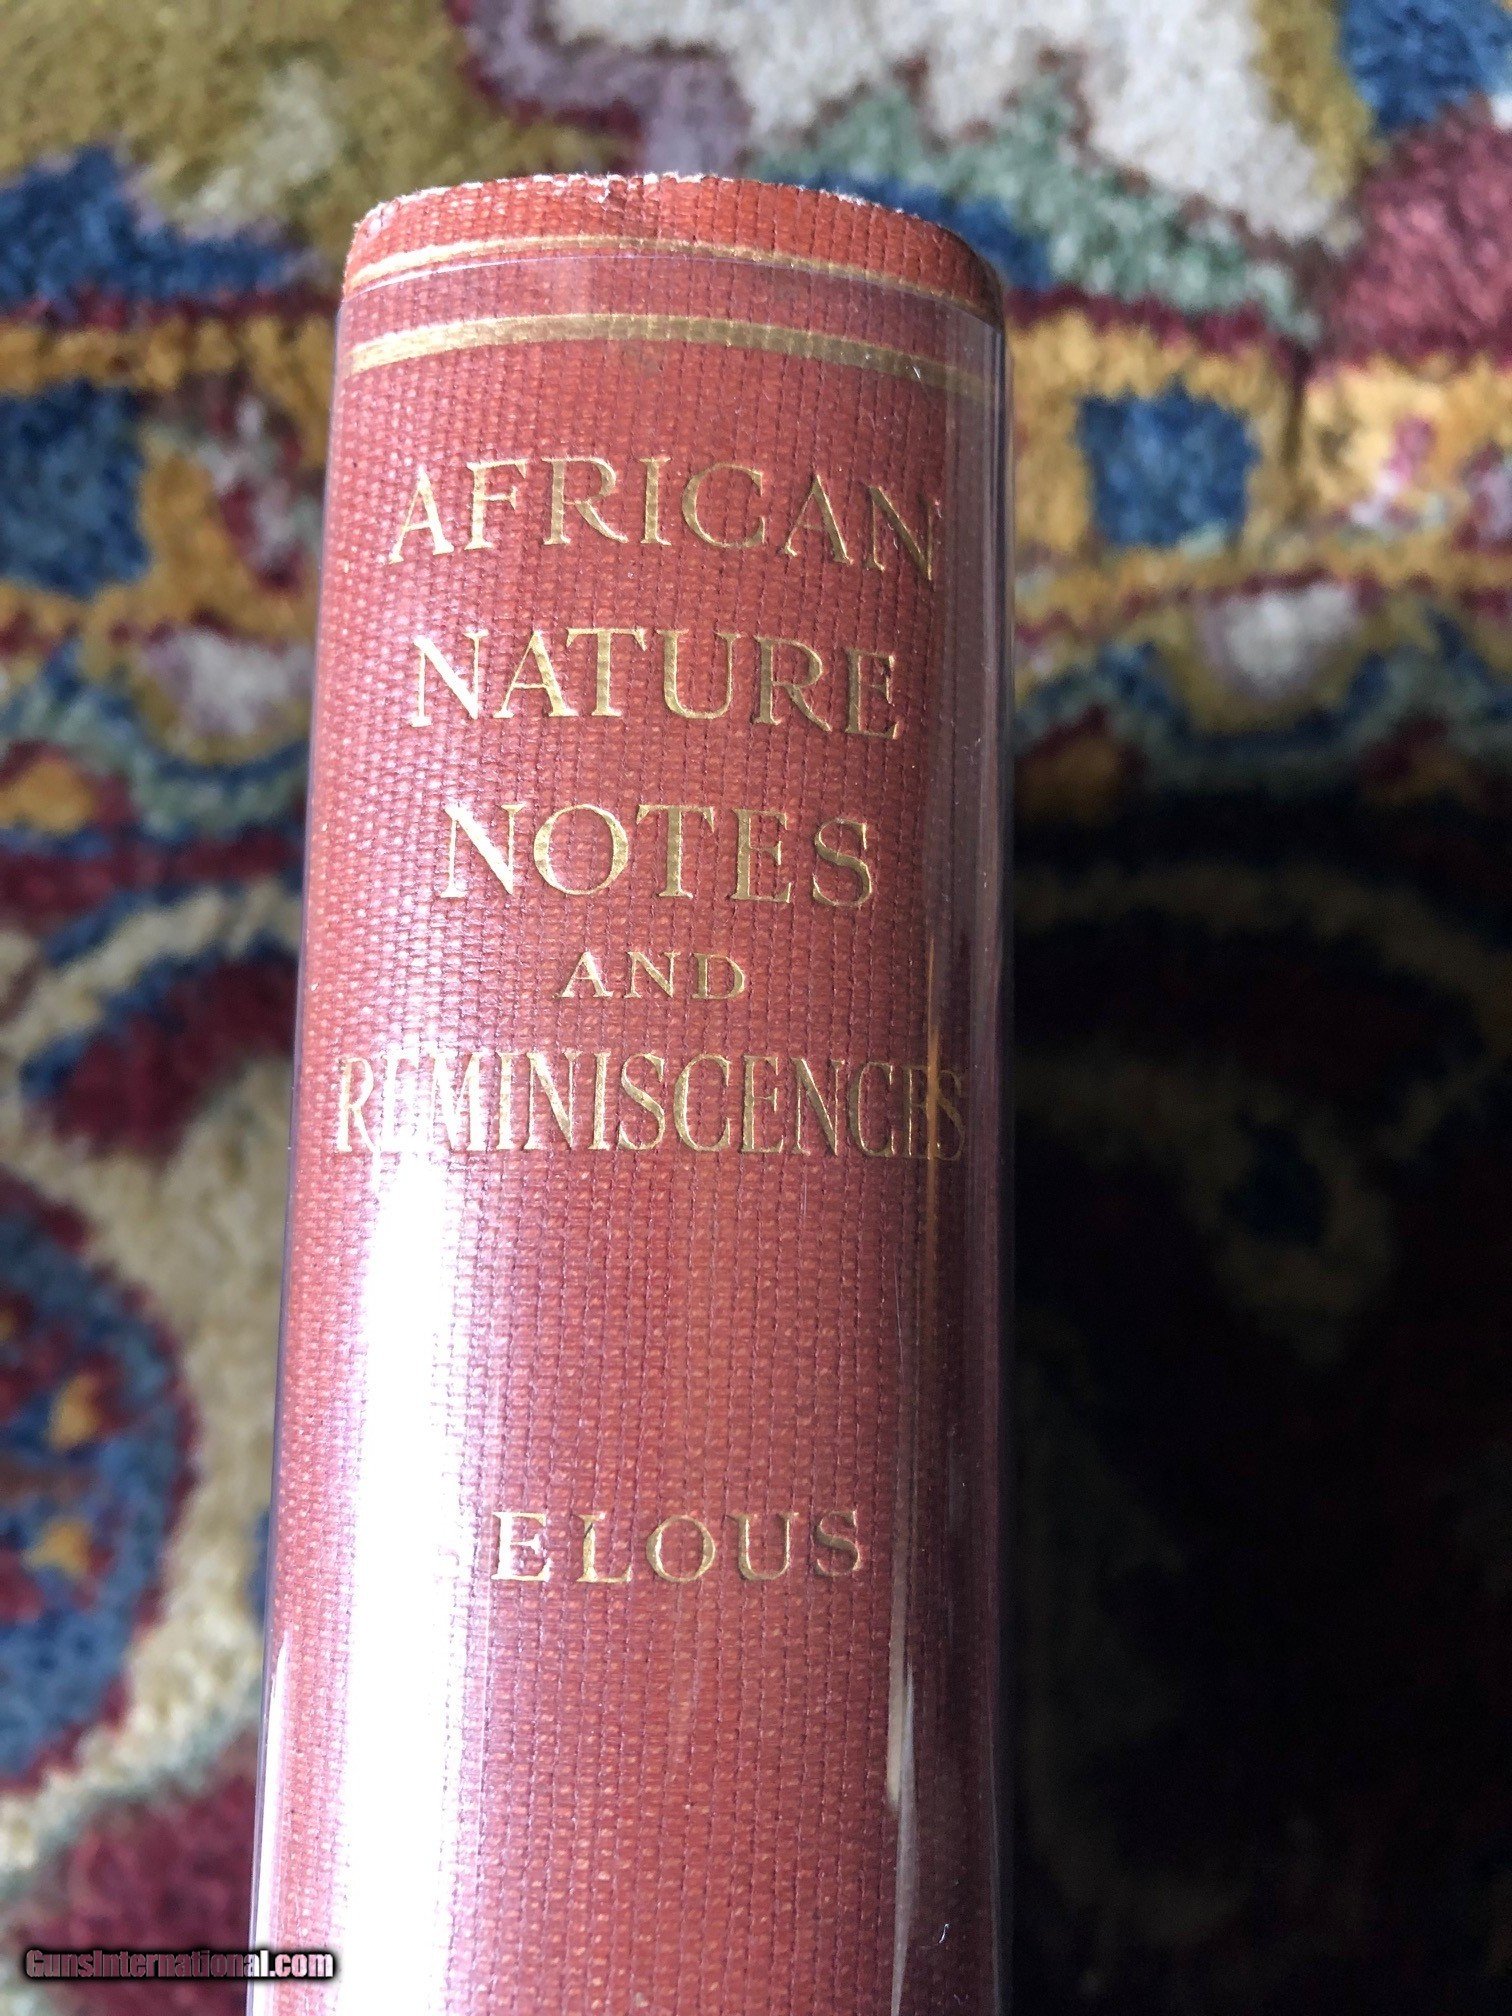 AFRICAN
NATURE
NOTES
AND
REMINISCENCES
SELOUS
GunsInternational.com